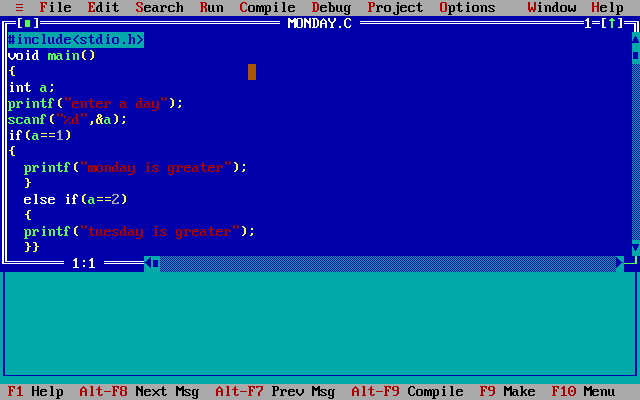 ≡ File Edit Search Run Compile Debug Project Options Window Help
[■] MONDAY.C 1=[↑]
#include<stdio.h>
void main()
{
int a;
printf("enter a day");
scanf("%d",&a);
if(a==1)
{
printf("monday is greater");
}
else if(a==2)
{
printf("tuesday is greater");
}}
1:1
F1 Help Alt-F8 Next Msg Alt-F7 Prev Msg Alt-F9 Compile F9 Make F10 Menu